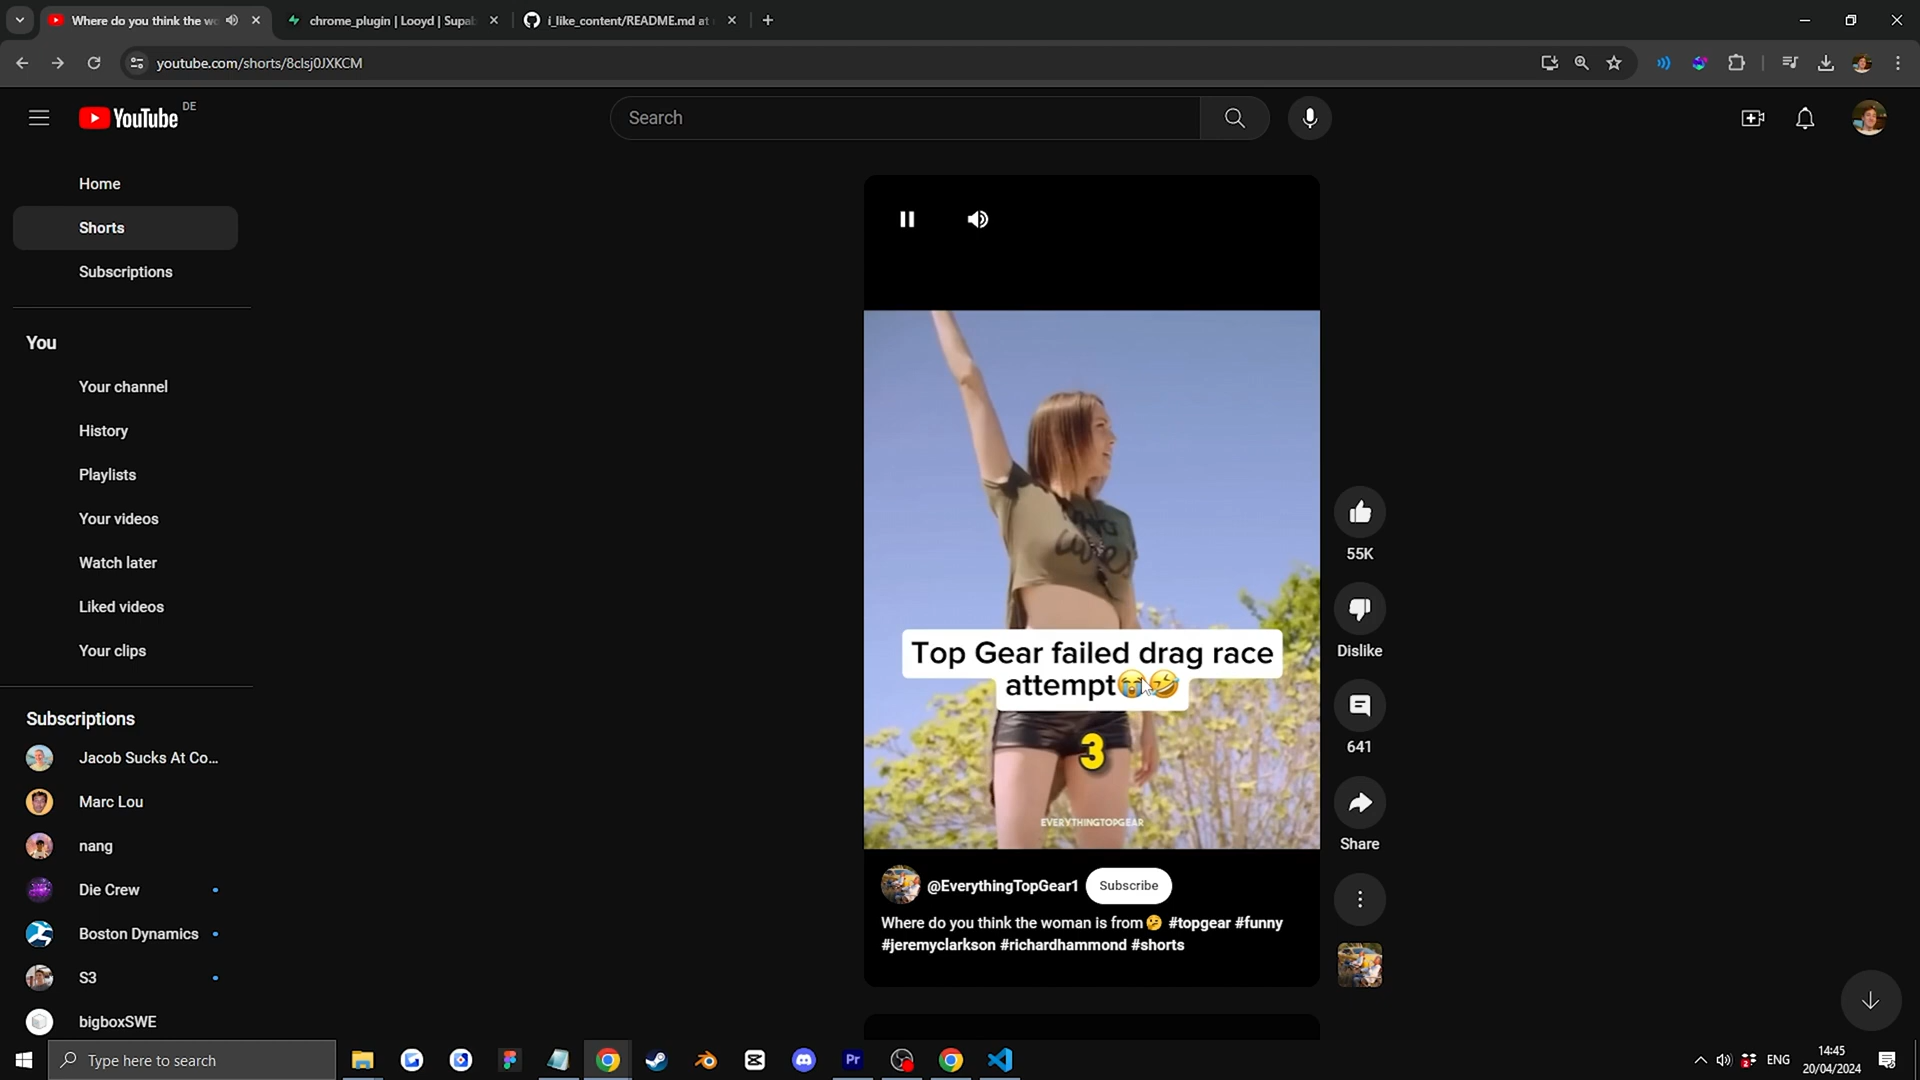 Where do you think the wo
chrome_plugin | Looyd | Supab
i_like_content/README.md at
youtube.com/shorts/8clsj0JXKCM
YouTube
DE
Search
Home
Shorts
Subscriptions
You
Your channel
History
Playlists
Your videos
Watch later
Liked videos
Your clips
Subscriptions
Jacob Sucks At Co...
Marc Lou
nang
Die Crew
Boston Dynamics
S3
bigboxSWE
Top Gear failed drag race
attempt😭🤣
3
EVERYTHINGTOPGEAR
@EverythingTopGear1
Subscribe
Where do you think the woman is from🤔 #topgear #funny
#jeremyclarkson #richardhammond #shorts
55K
Dislike
641
Share
Type here to search
Pr
ENG
14:45
20/04/2024